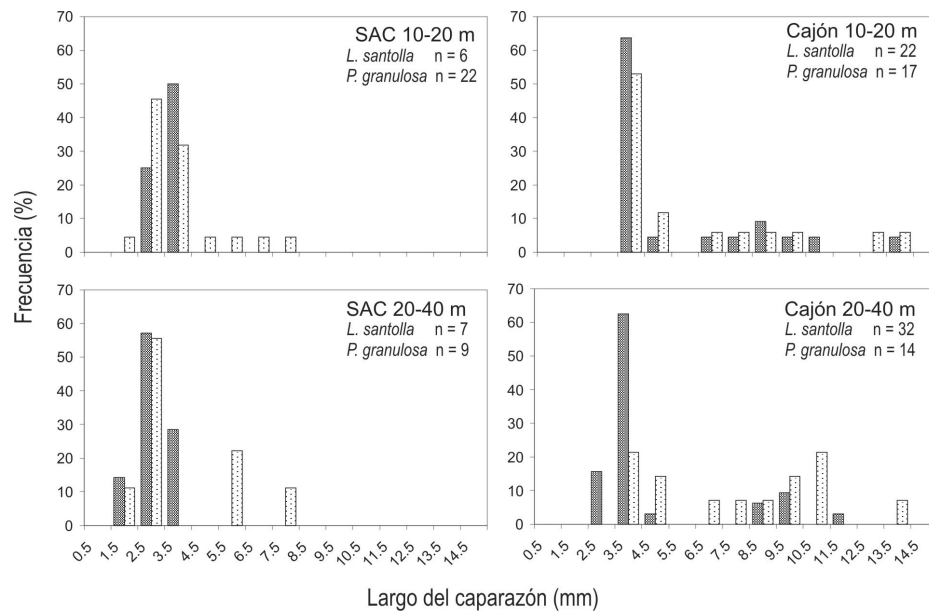 Frecuencia (%)
SAC 10-20 m
L. santolla n = 6
P. granulosa n = 22
70
60
50
40
30
20
10
0
Cajón 10-20 m
L. santolla n = 22
P. granulosa n = 17
70
60
50
40
30
20
10
0
SAC 20-40 m
L. santolla n = 7
P. granulosa n = 9
70
60
50
40
30
20
10
0
0.5 1.5 2.5 3.5 4.5 5.5 6.5 7.5 8.5 9.5 10.5 11.5 12.5 13.5 14.5
Cajón 20-40 m
L. santolla n = 32
P. granulosa n = 14
70
60
50
40
30
20
10
0
0.5 1.5 2.5 3.5 4.5 5.5 6.5 7.5 8.5 9.5 10.5 11.5 12.5 13.5 14.5
Largo del caparazón (mm)